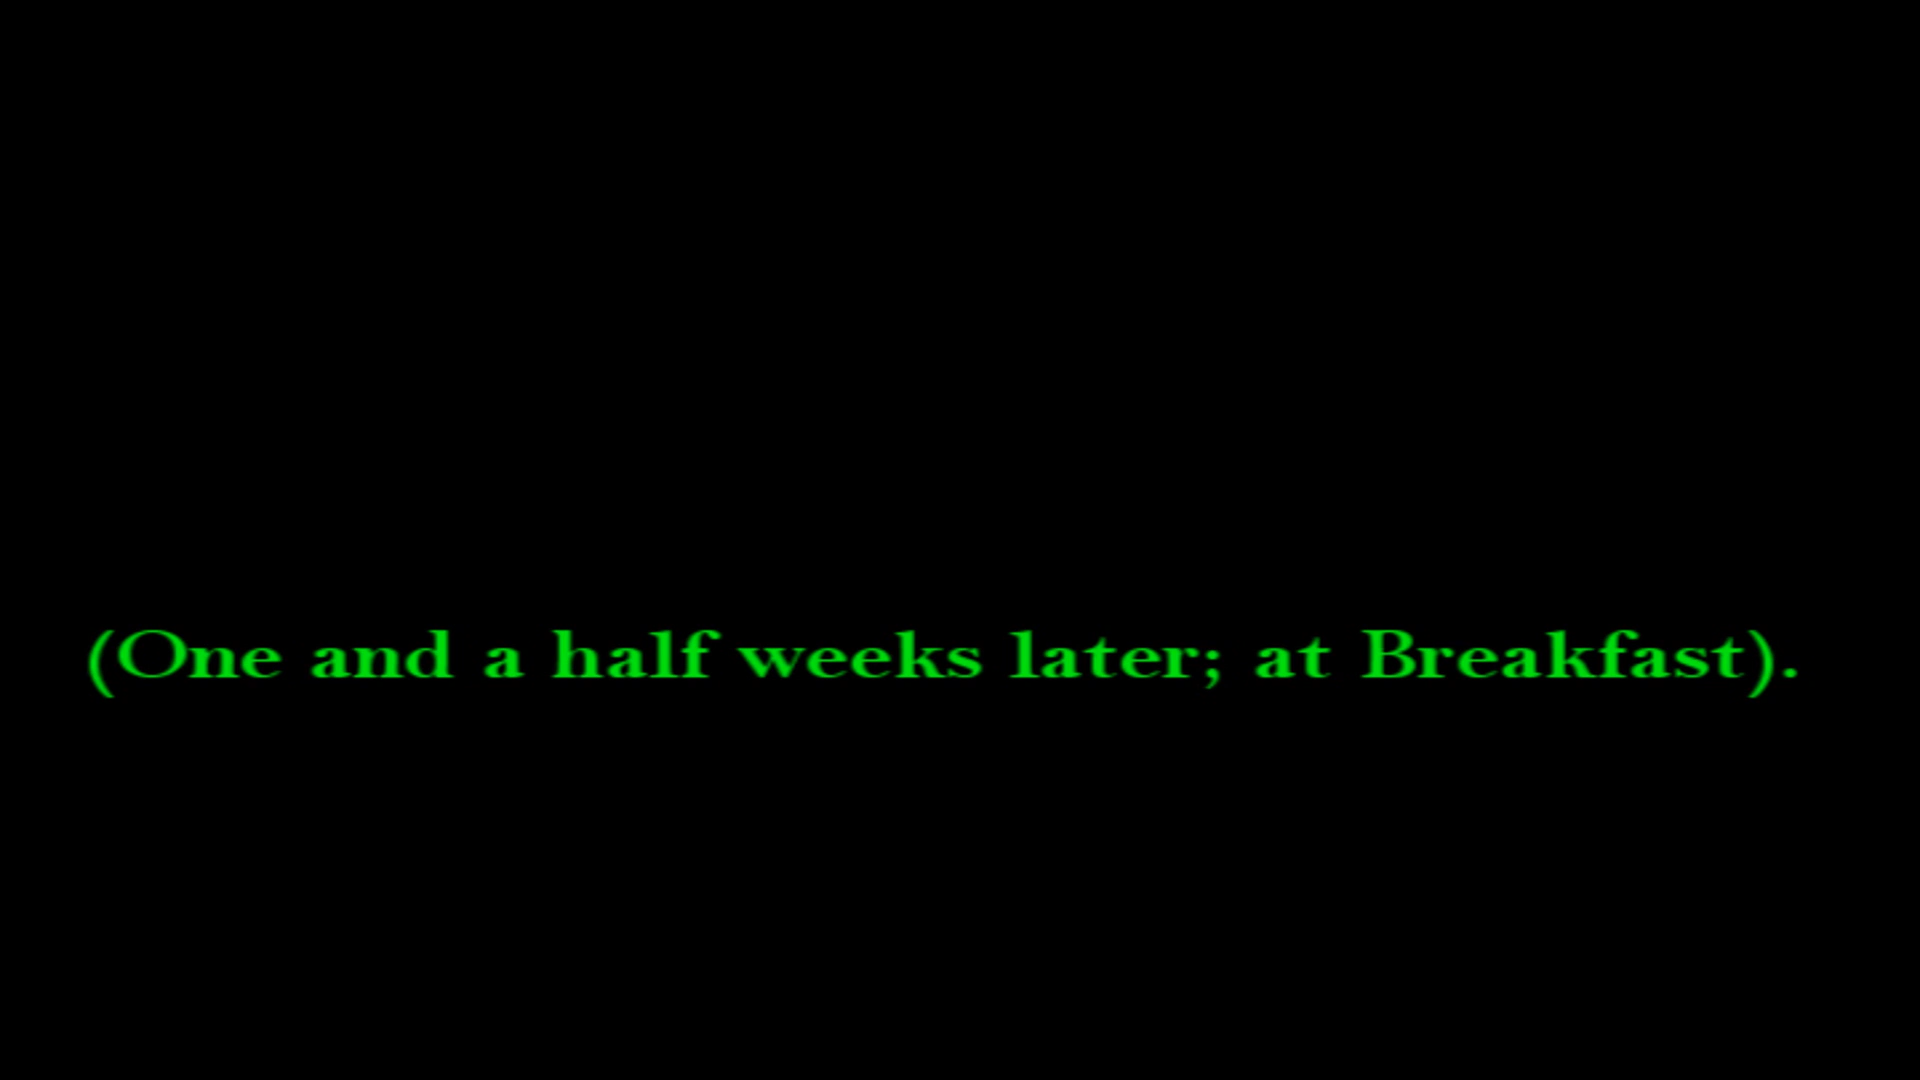 (One and a half weeks later; at Breakfast).